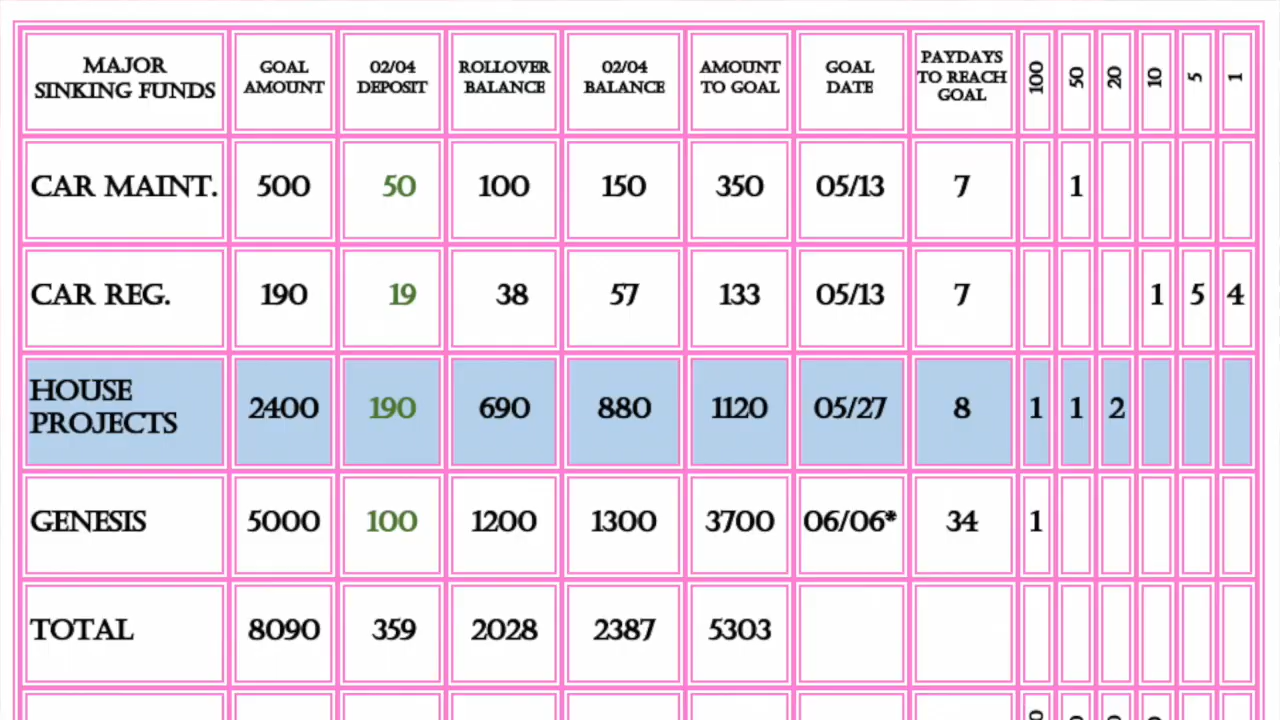 MAJOR SINKING FUNDS | GOAL AMOUNT | 02/04 DEPOSIT | ROLLOVER BALANCE | 02/04 BALANCE | AMOUNT TO GOAL | GOAL DATE | PAYDAYS TO REACH GOAL | 100 | 50 | 20 | 10 | 5 | 1
CAR MAINT. 500 50 100 150 350 05/13 7 1
CAR REG. 190 19 38 57 133 05/13 7 1 5 4
HOUSE PROJECTS 2400 190 690 880 1120 05/27 8 1 1 2
GENESIS 5000 100 1200 1300 3700 06/06* 34 1
TOTAL 8090 359 2028 2387 5303